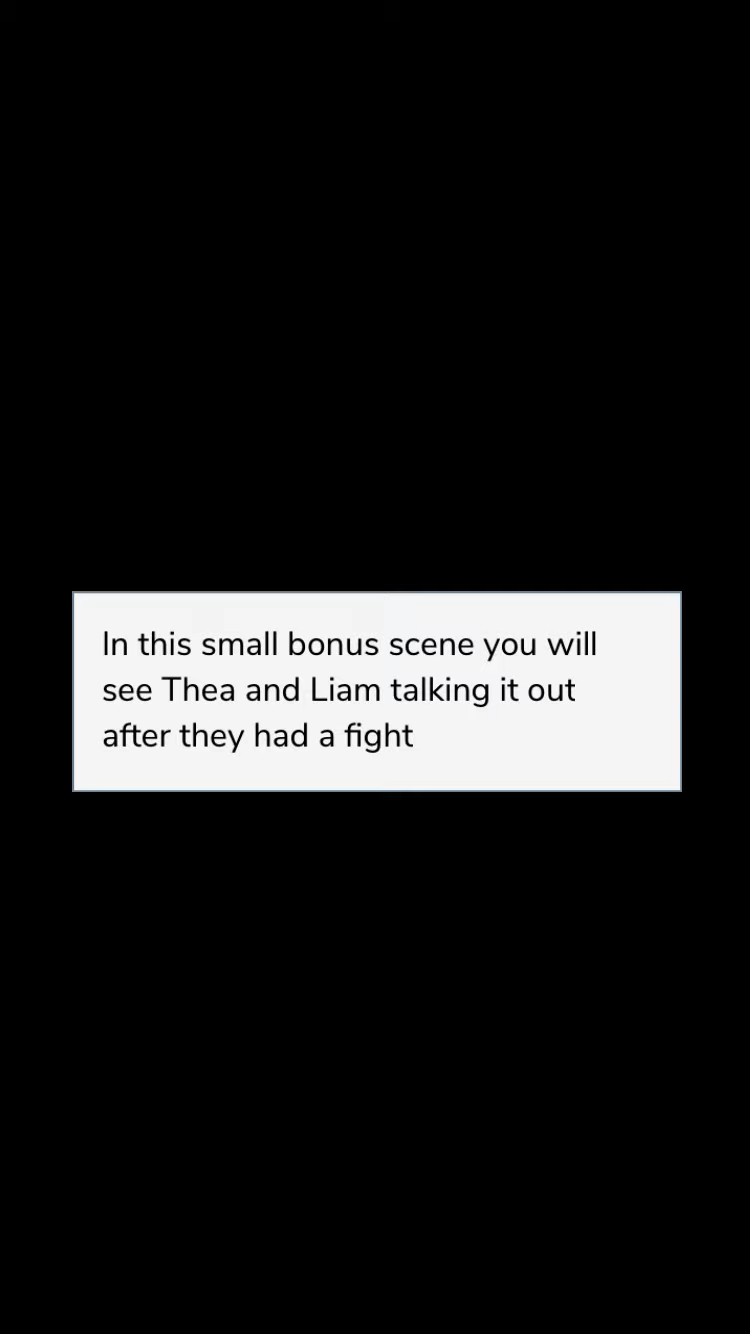 In this small bonus scene you will
see Thea and Liam talking it out
after they had a fight